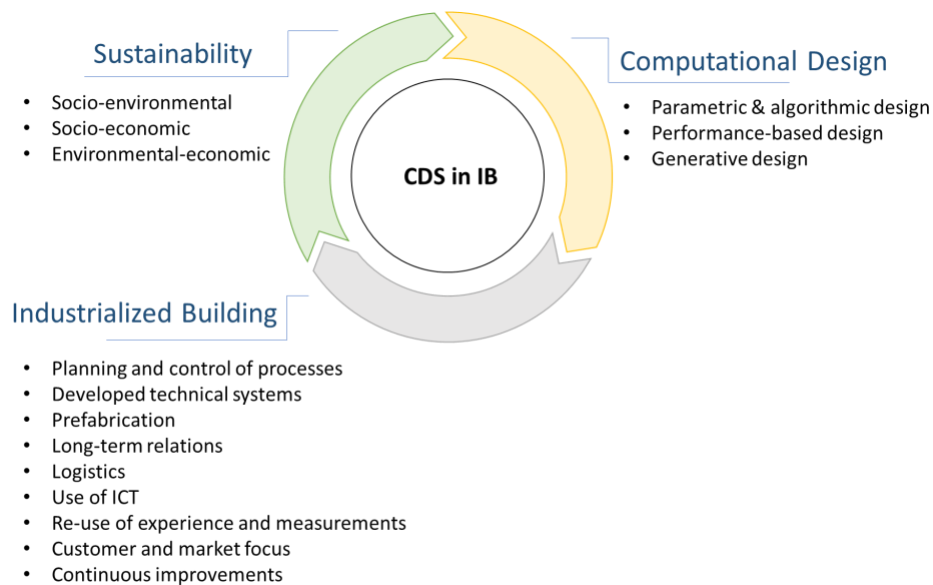 Sustainability
• Socio-environmental
• Socio-economic
• Environmental-economic
Computational Design
• Parametric & algorithmic design
• Performance-based design
• Generative design
CDS in IB
Industrialized Building
• Planning and control of processes
• Developed technical systems
• Prefabrication
• Long-term relations
• Logistics
• Use of ICT
• Re-use of experience and measurements
• Customer and market focus
• Continuous improvements